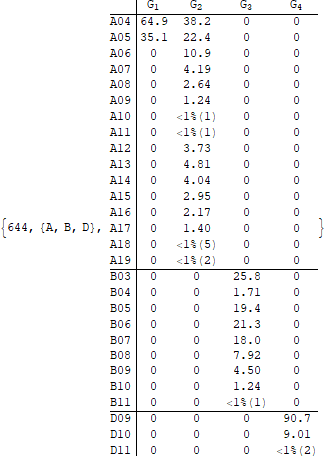 G1 G2 G3 G4
A04 64.9 38.2 0 0
A05 35.1 22.4 0 0
A06 0 10.9 0 0
A07 0 4.19 0 0
A08 0 2.64 0 0
A09 0 1.24 0 0
A10 0 <1%(1) 0 0
A11 0 <1%(1) 0 0
A12 0 3.73 0 0
A13 0 4.81 0 0
A14 0 4.04 0 0
A15 0 2.95 0 0
A16 0 2.17 0 0
{644, {A, B, D}, A17 0 1.40 0 0 }
A18 0 <1%(5) 0 0
A19 0 <1%(2) 0 0
B03 0 0 25.8 0
B04 0 0 1.71 0
B05 0 0 19.4 0
B06 0 0 21.3 0
B07 0 0 18.0 0
B08 0 0 7.92 0
B09 0 0 4.50 0
B10 0 0 1.24 0
B11 0 0 <1%(1) 0
D09 0 0 0 90.7
D10 0 0 0 9.01
D11 0 0 0 <1%(2)